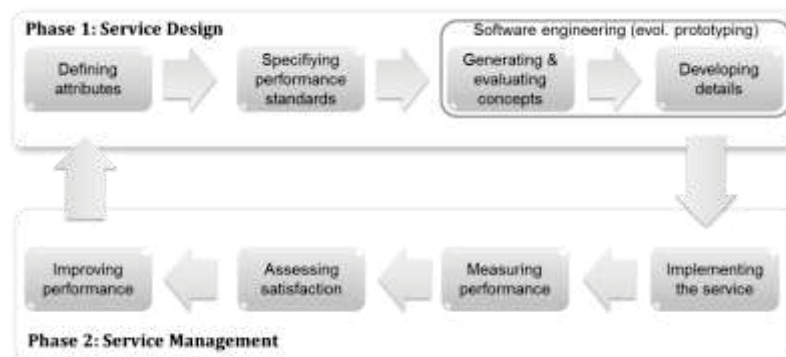 Phase 1: Service Design
Software engineering (evol. prototyping)
Defining
attributes
Specifiying
performance
standards
Generating &
evaluating
concepts
Developing
details
Improving
performance
Assessing
satisfaction
Measuring
performance
Implementing
the service
Phase 2: Service Management